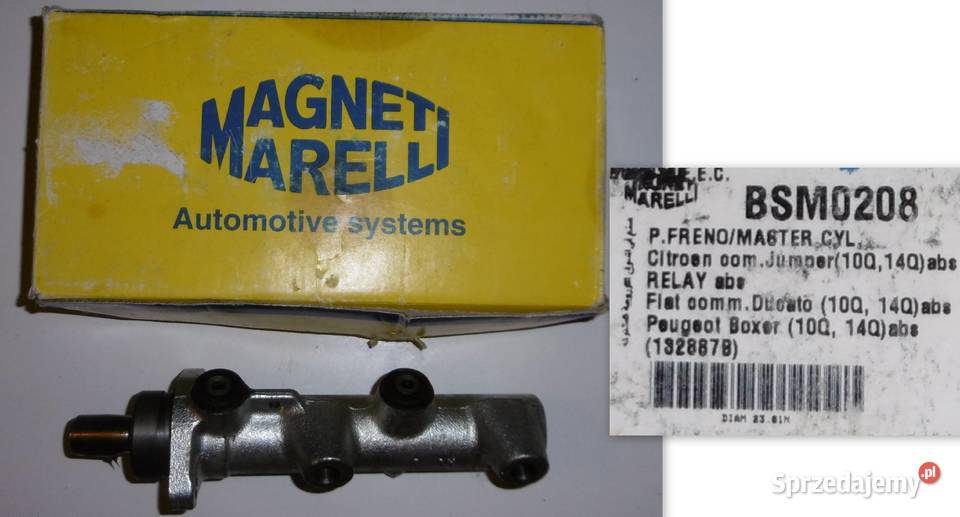 MAGNETI
MARELLI
Automotive systems
E.E.C.
MAGNETI
MARELLI
BSM0208
P.FRENO/MASTER CYL.
Citroen com.Jumper(10Q,14Q)abs
RELAY abs
Fiat comm.Ducato (10Q, 14Q)abs
Peugeot Boxer (10Q, 14Q)abs
(132887B)
Sprzedajemy.pl